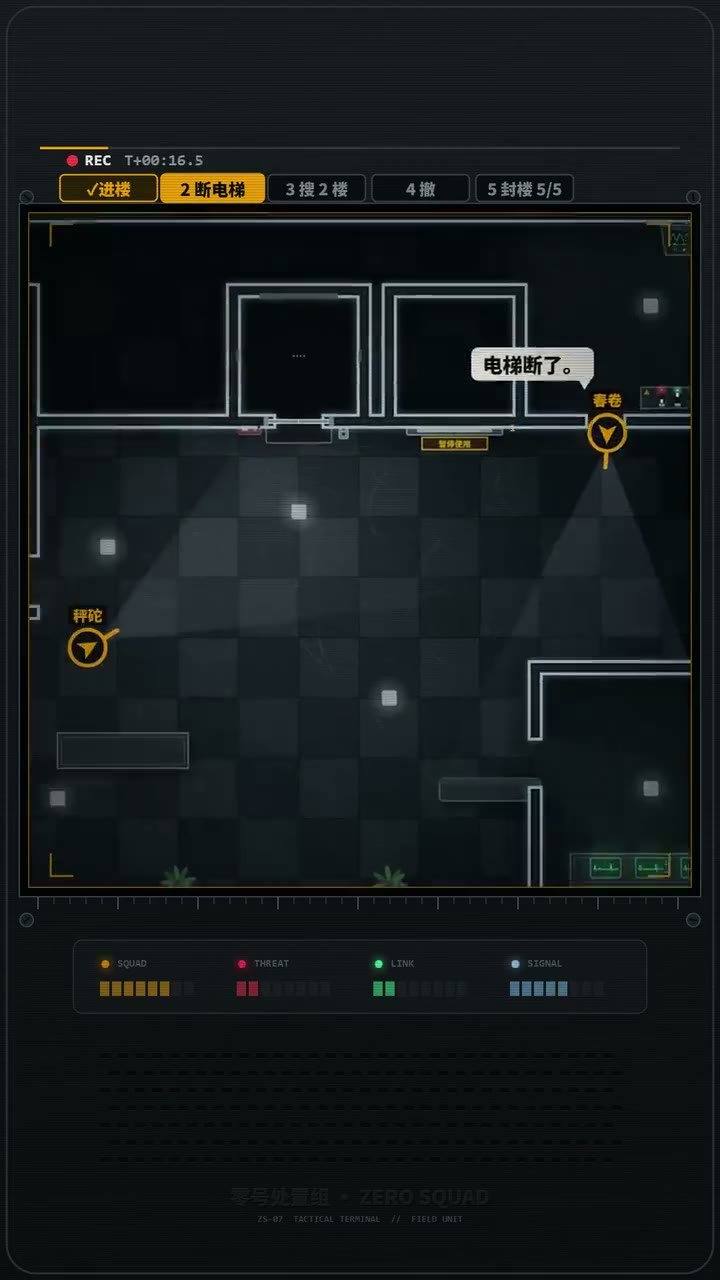 REC T+00:16.5
✓进楼 2 断电梯 3 搜 2 楼 4 撤 5 封楼 5/5
电梯断了。
春卷
暂停使用
秤砣
SQUAD THREAT LINK SIGNAL
零号处置组 • ZERO SQUAD
ZS-07 TACTICAL TERMINAL // FIELD UNIT